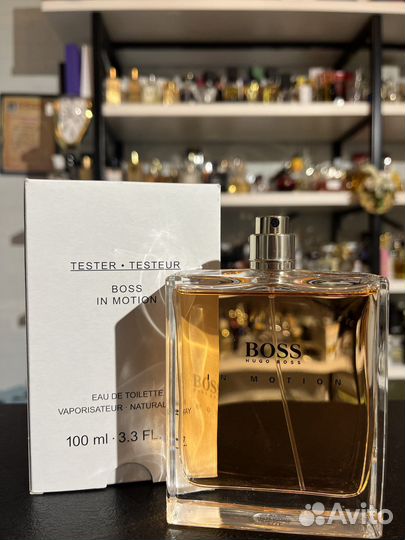 TESTER • TESTEUR
BOSS
IN MOTION
EAU DE TOILETTE
VAPORISATEUR · NATURAL
100 ml · 3.3 FL.
BOSS
HUGO BOSS
IN MOTION
BOSS
Avito